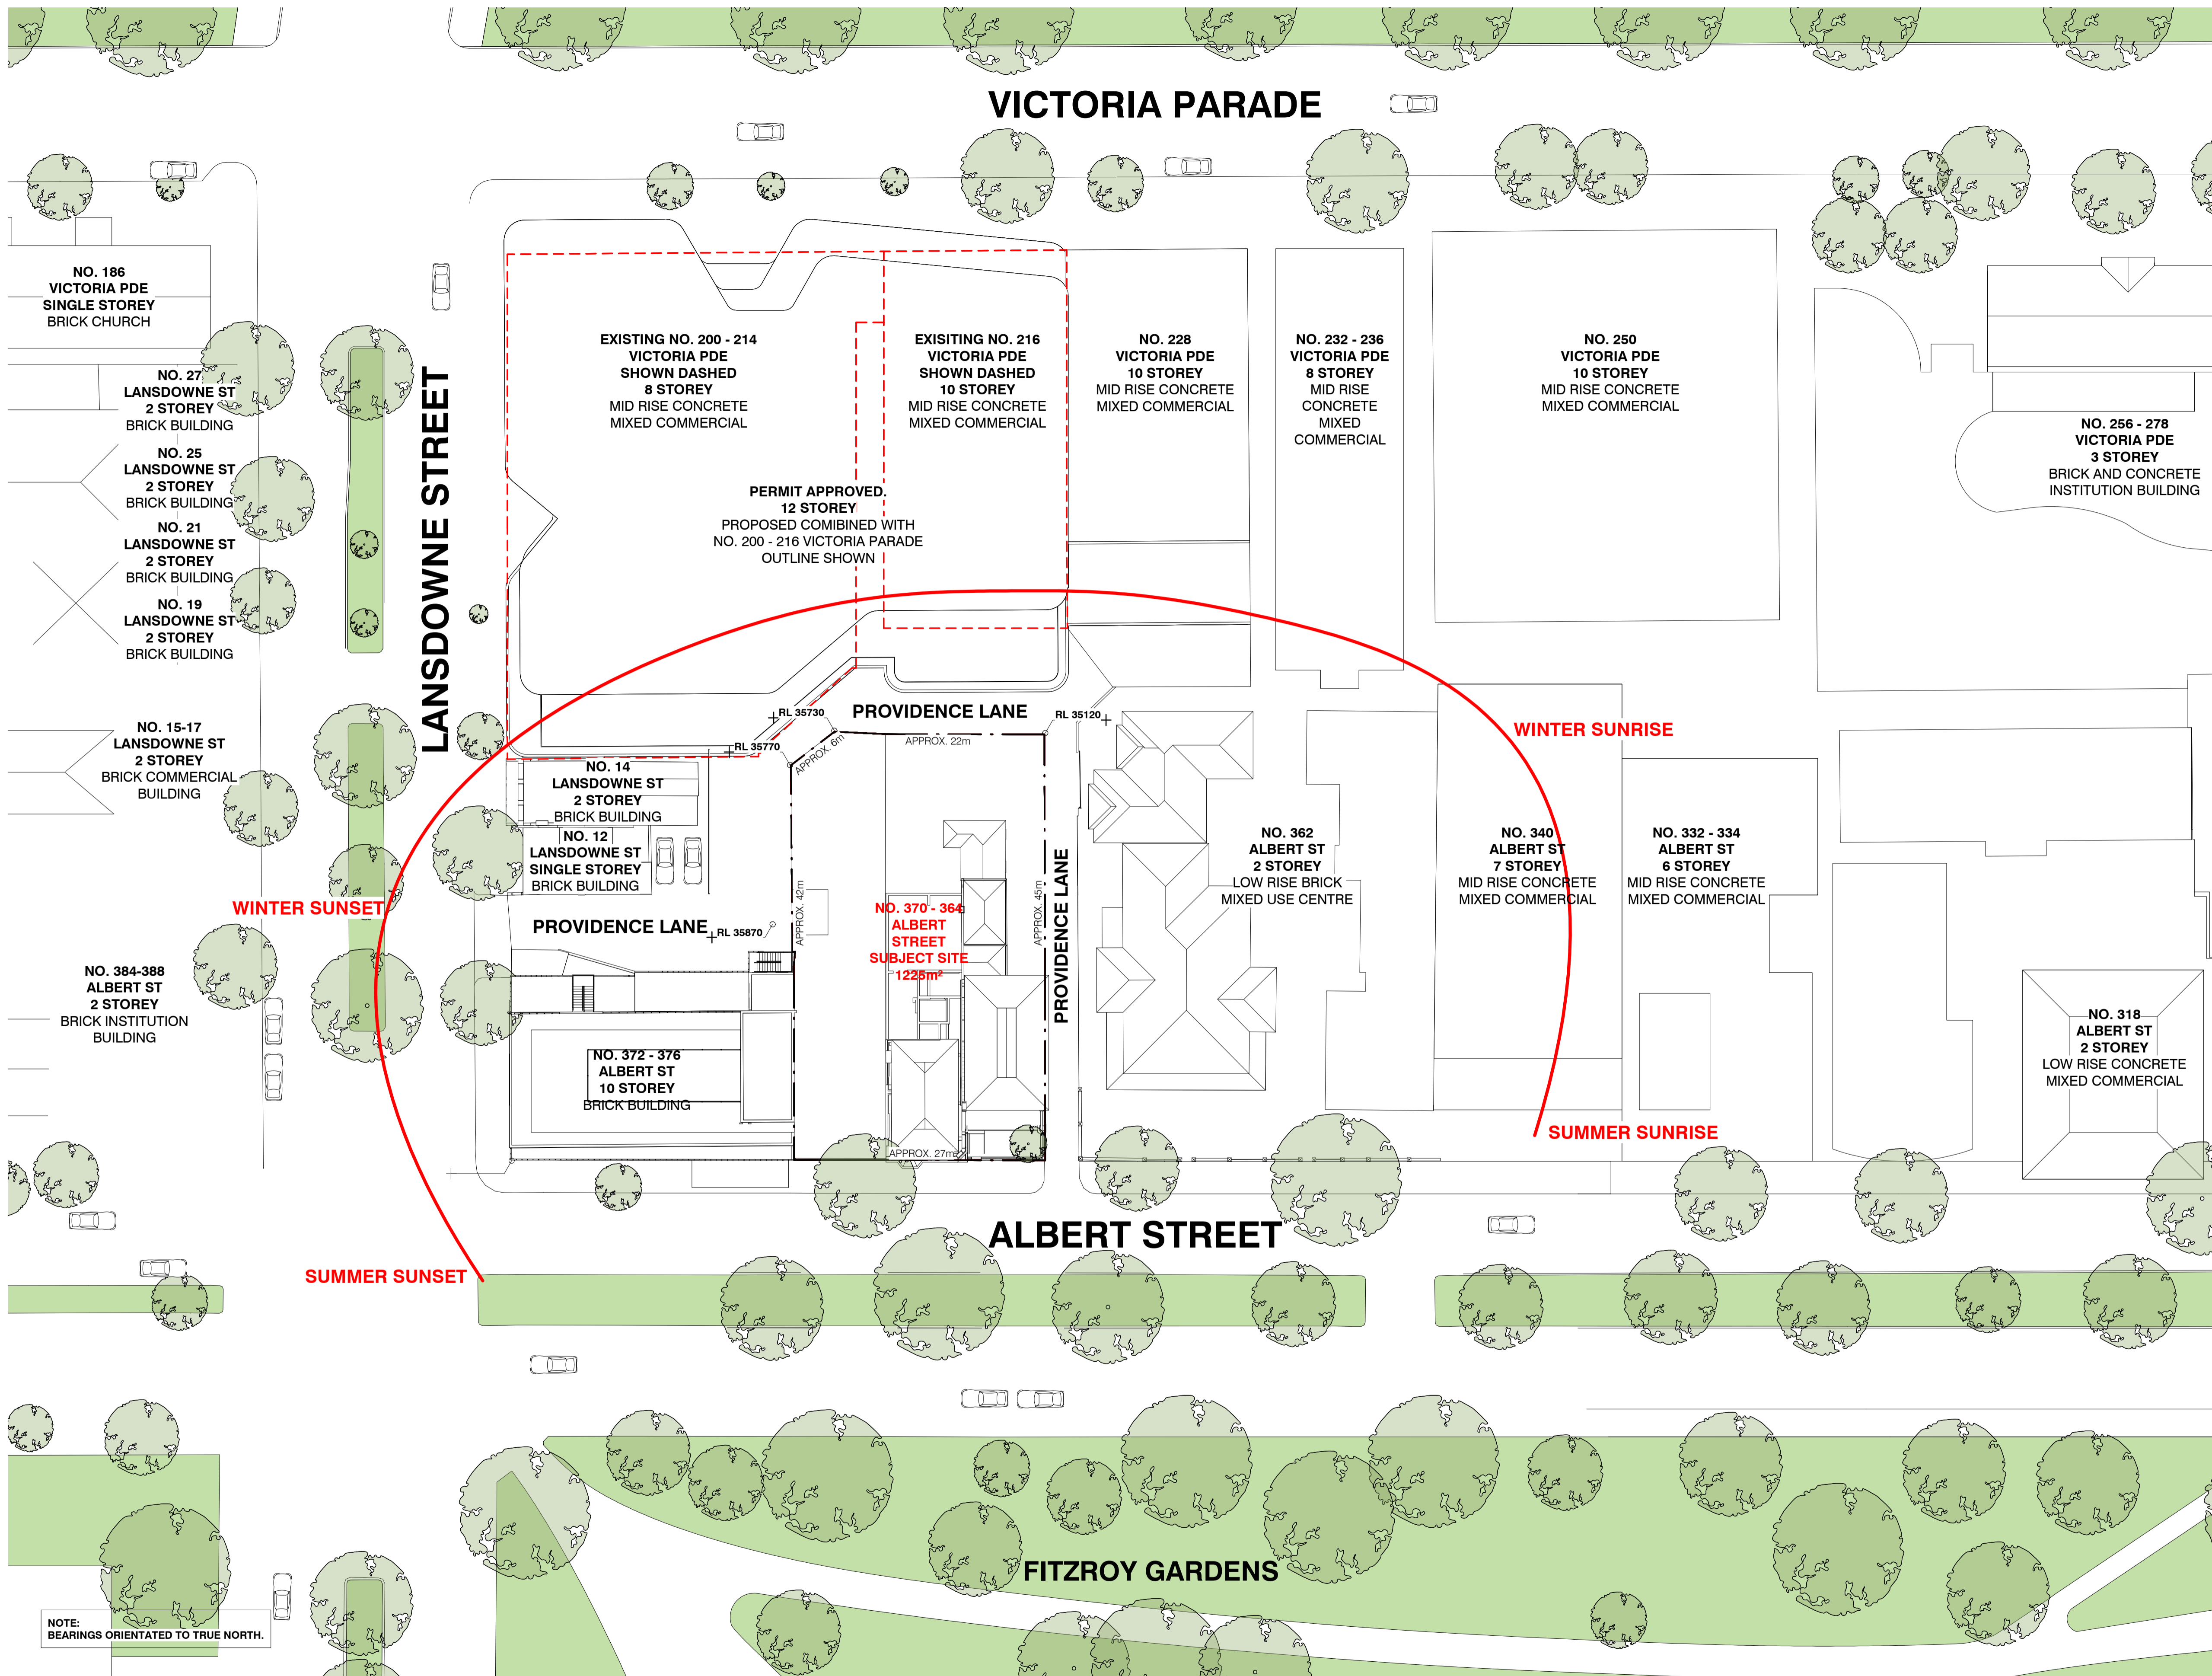 VICTORIA PARADE
NO. 186
VICTORIA PDE
SINGLE STOREY
BRICK CHURCH
NO. 27
LANSDOWNE ST
2 STOREY
BRICK BUILDING
NO. 25
LANSDOWNE ST
2 STOREY
BRICK BUILDING
NO. 21
LANSDOWNE ST
2 STOREY
BRICK BUILDING
NO. 19
LANSDOWNE ST
2 STOREY
BRICK BUILDING
NO. 15-17
LANSDOWNE ST
2 STOREY
BRICK COMMERCIAL
BUILDING
LANSDOWNE STREET
EXISTING NO. 200 - 214
VICTORIA PDE
SHOWN DASHED
8 STOREY
MID RISE CONCRETE
MIXED COMMERCIAL
EXISITING NO. 216
VICTORIA PDE
SHOWN DASHED
10 STOREY
MID RISE CONCRETE
MIXED COMMERCIAL
NO. 228
VICTORIA PDE
10 STOREY
MID RISE CONCRETE
MIXED COMMERCIAL
NO. 232 - 236
VICTORIA PDE
8 STOREY
MID RISE
CONCRETE
MIXED
COMMERCIAL
NO. 250
VICTORIA PDE
10 STOREY
MID RISE CONCRETE
MIXED COMMERCIAL
NO. 256 - 278
VICTORIA PDE
3 STOREY
BRICK AND CONCRETE
INSTITUTION BUILDING
PERMIT APPROVED.
12 STOREY
PROPOSED COMBINED WITH
NO. 200 - 216 VICTORIA PARADE
OUTLINE SHOWN
RL 35730
PROVIDENCE LANE
RL 35120
RL 35770
APPROX. 6m
APPROX. 22m
WINTER SUNRISE
NO. 14
LANSDOWNE ST
2 STOREY
BRICK BUILDING
NO. 12
LANSDOWNE ST
SINGLE STOREY
BRICK BUILDING
PROVIDENCE LANE
RL 35870
APPROX. 42m
NO. 370 - 364
ALBERT
STREET
SUBJECT SITE
1225m²
APPROX. 45m
PROVIDENCE LANE
NO. 362
ALBERT ST
2 STOREY
LOW RISE BRICK
MIXED USE CENTRE
NO. 340
ALBERT ST
7 STOREY
MID RISE CONCRETE
MIXED COMMERCIAL
NO. 332 - 334
ALBERT ST
6 STOREY
MID RISE CONCRETE
MIXED COMMERCIAL
WINTER SUNSET
NO. 384-388
ALBERT ST
2 STOREY
BRICK INSTITUTION
BUILDING
NO. 372 - 376
ALBERT ST
10 STOREY
BRICK BUILDING
NO. 318
ALBERT ST
2 STOREY
LOW RISE CONCRETE
MIXED COMMERCIAL
SUMMER SUNRISE
APPROX. 27m
ALBERT STREET
SUMMER SUNSET
FITZROY GARDENS
NOTE:
BEARINGS ORIENTATED TO TRUE NORTH.